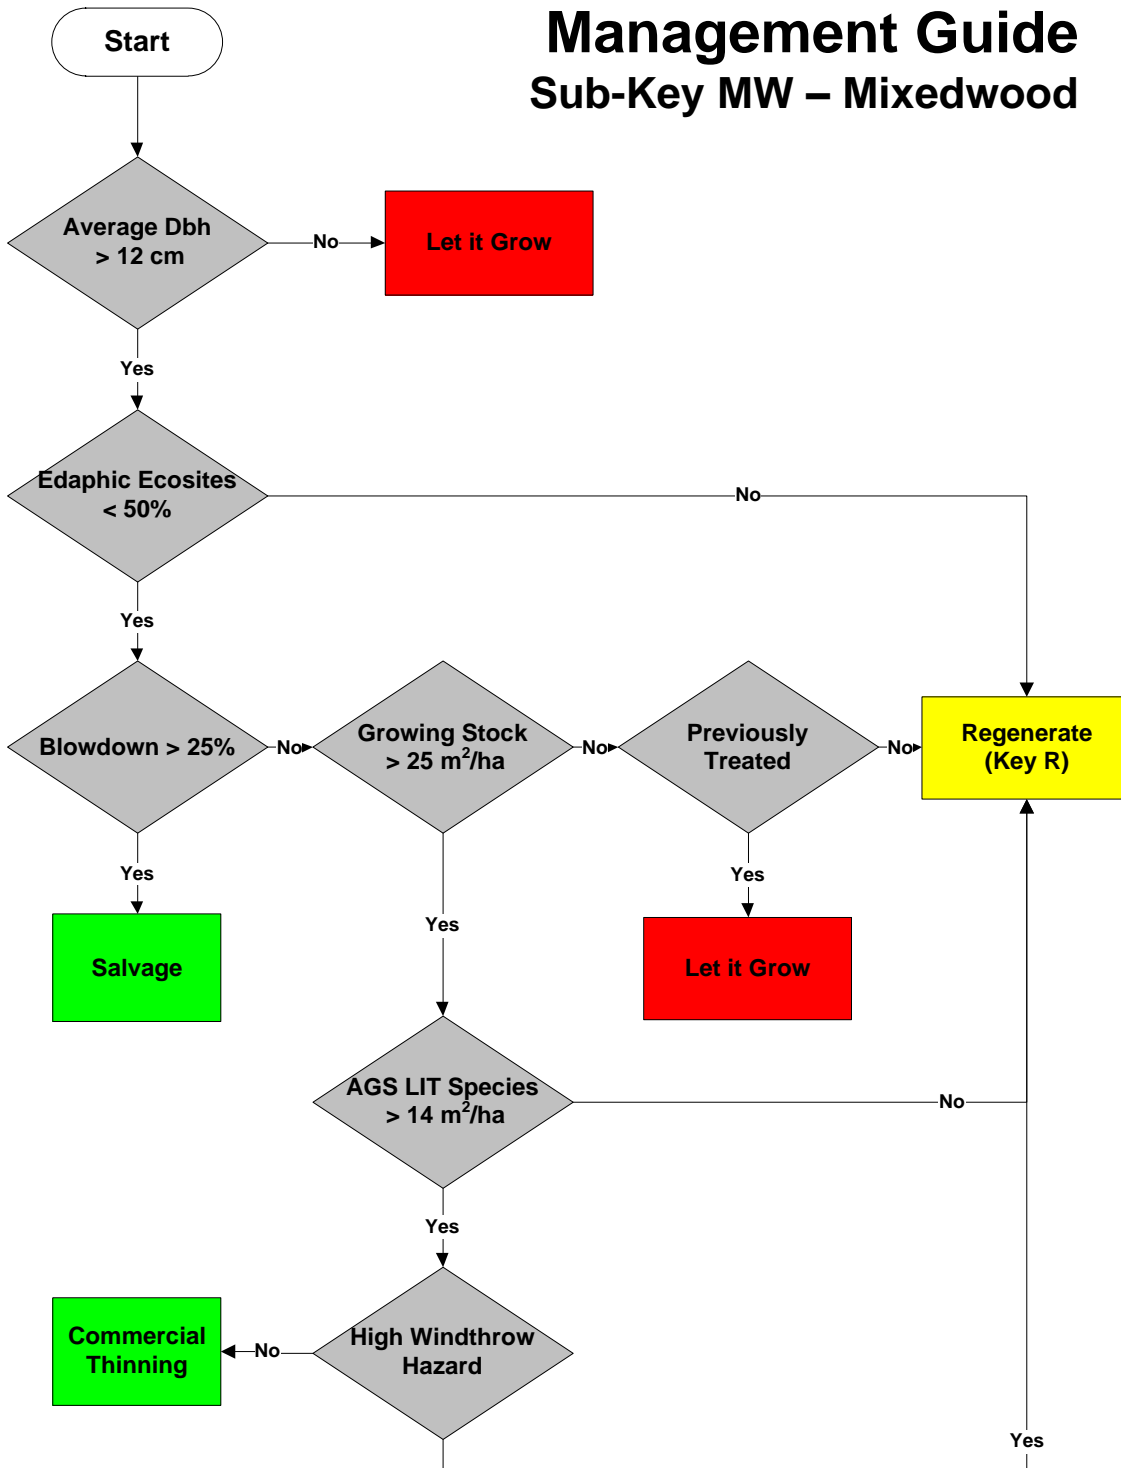 Start
Management Guide
Sub-Key MW – Mixedwood
Average Dbh
> 12 cm
No
Let it Grow
Yes
Edaphic Ecosites
< 50%
No
Yes
Blowdown > 25%
No
Growing Stock
> 25 m²/ha
No
Previously
Treated
No
Regenerate
(Key R)
Yes
Salvage
Yes
Yes
Let it Grow
AGS LIT Species
> 14 m²/ha
No
Yes
High Windthrow
Hazard
No
Commercial
Thinning
Yes